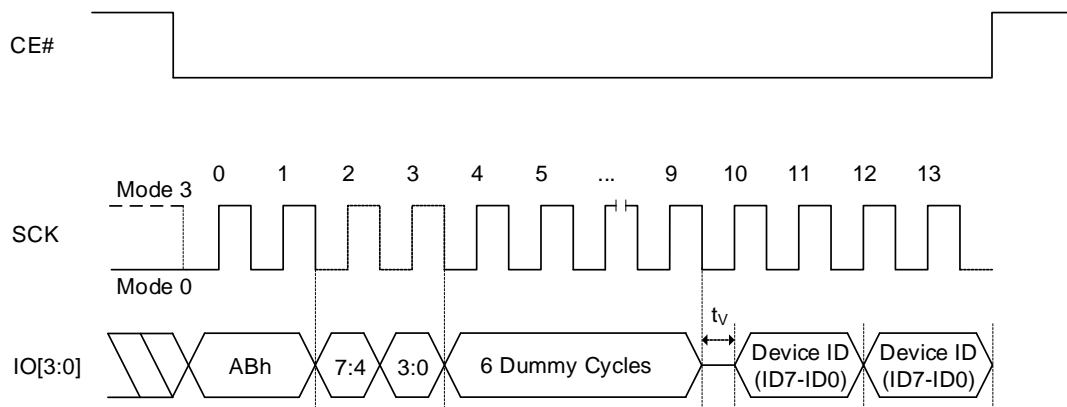 CE#
0 1 2 3 4 5 ... 9 10 11 12 13
Mode 3
SCK
Mode 0
tV
IO[3:0] ABh 7:4 3:0 6 Dummy Cycles Device ID (ID7-ID0) Device ID (ID7-ID0)